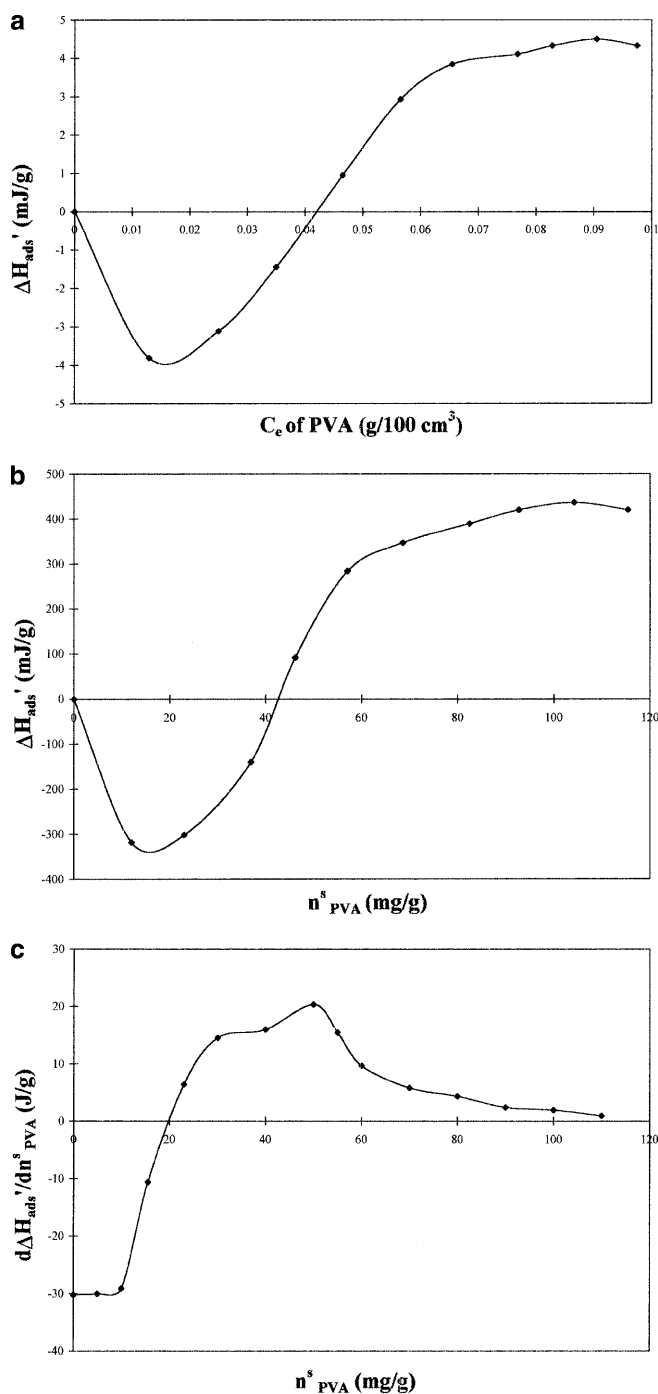 a
5
4
3
2
1
0
-1
-2
-3
-4
-5
0 0.01 0.02 0.03 0.04 0.05 0.06 0.07 0.08 0.09 0.1
ΔHads' (mJ/g)
Ce of PVA (g/100 cm³)
b
500
400
300
200
100
0
-100
-200
-300
-400
0 20 40 60 80 100 120
ΔHads' (mJ/g)
nˢ PVA (mg/g)
c
30
20
10
0
-10
-20
-30
-40
0 20 40 60 80 100 120
dΔHads'/dnˢPVA (J/g)
nˢ PVA (mg/g)